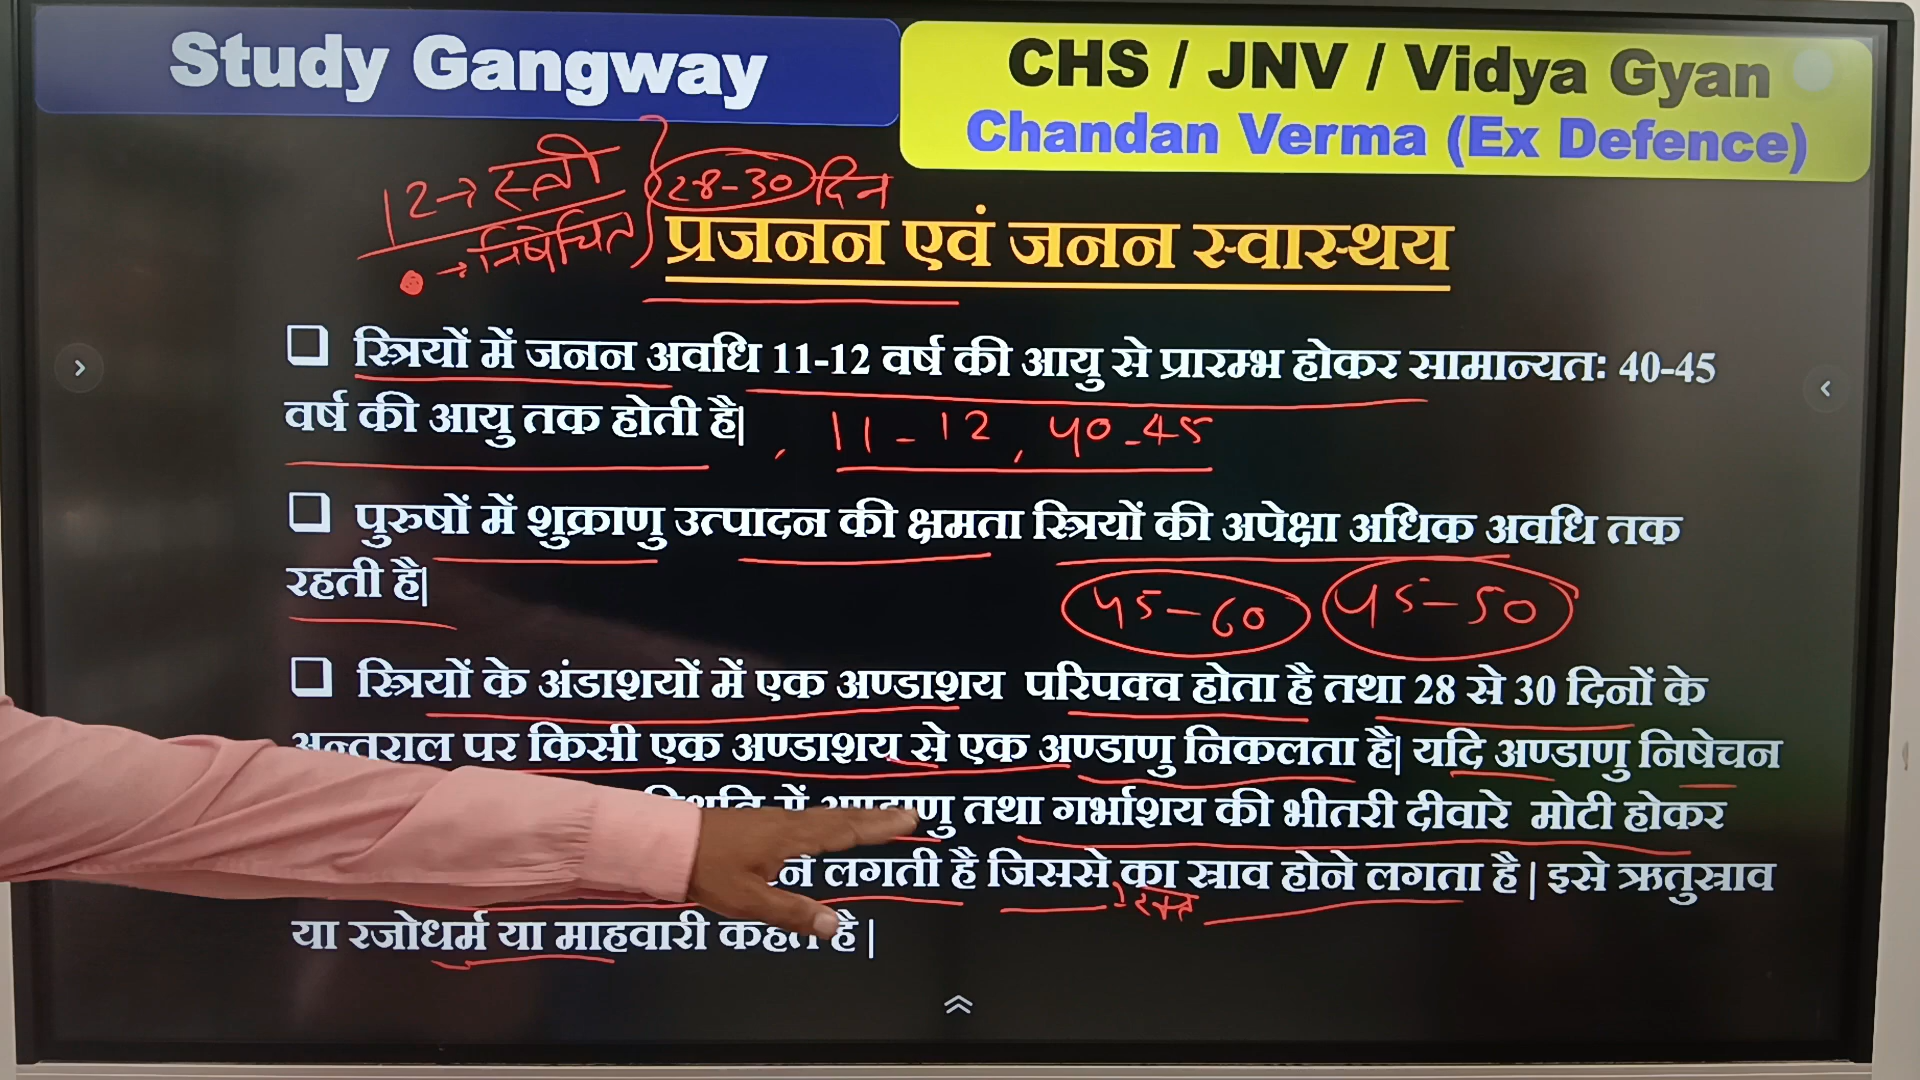 Study Gangway
CHS / JNV / Vidya Gyan
Chandan Verma (Ex Defence)
12→ स्त्री
28-30 दिन
→ निषेचित
प्रजनन एवं जनन स्वास्थय
स्त्रियों में जनन अवधि 11-12 वर्ष की आयु से प्रारम्भ होकर सामान्यतः 40-45
वर्ष की आयु तक होती है|
, 11-12, 40-45
पुरुषों में शुक्राणु उत्पादन की क्षमता स्त्रियों की अपेक्षा अधिक अवधि तक
रहती है|
45-60 45-50
स्त्रियों के अंडाशयों में एक अण्डाशय परिपक्व होता है तथा 28 से 30 दिनों के
अन्तराल पर किसी एक अण्डाशय से एक अण्डाणु निकलता है| यदि अण्डाणु निषेचन
में तथा गर्भाशय की भीतरी दीवारे मोटी होकर
लगती है जिससे का स्राव होने लगता है| इसे ऋतुस्राव
रक्त
या रजोधर्म या माहवारी कहते है|